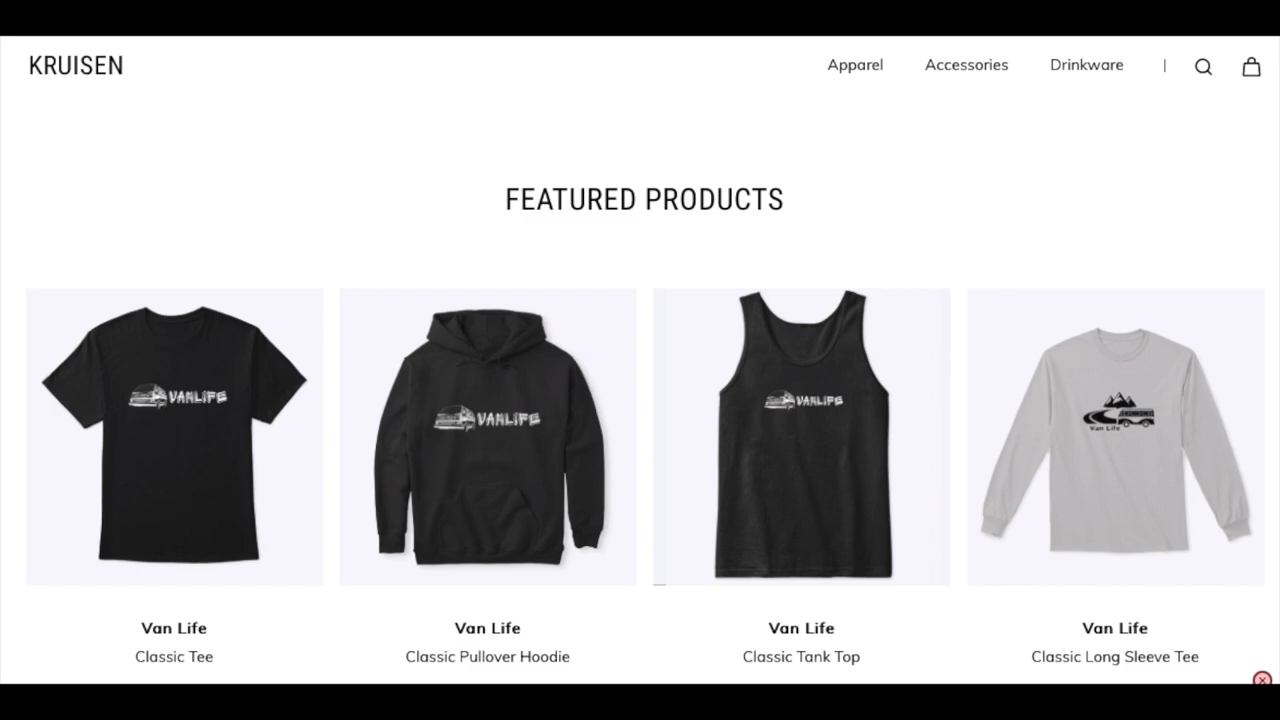 KRUISEN
Apparel Accessories Drinkware
FEATURED PRODUCTS
VANLIFE
VANLIFE
VANLIFE
Van Life
Van Life
Classic Tee
Van Life
Classic Pullover Hoodie
Van Life
Classic Tank Top
Van Life
Classic Long Sleeve Tee